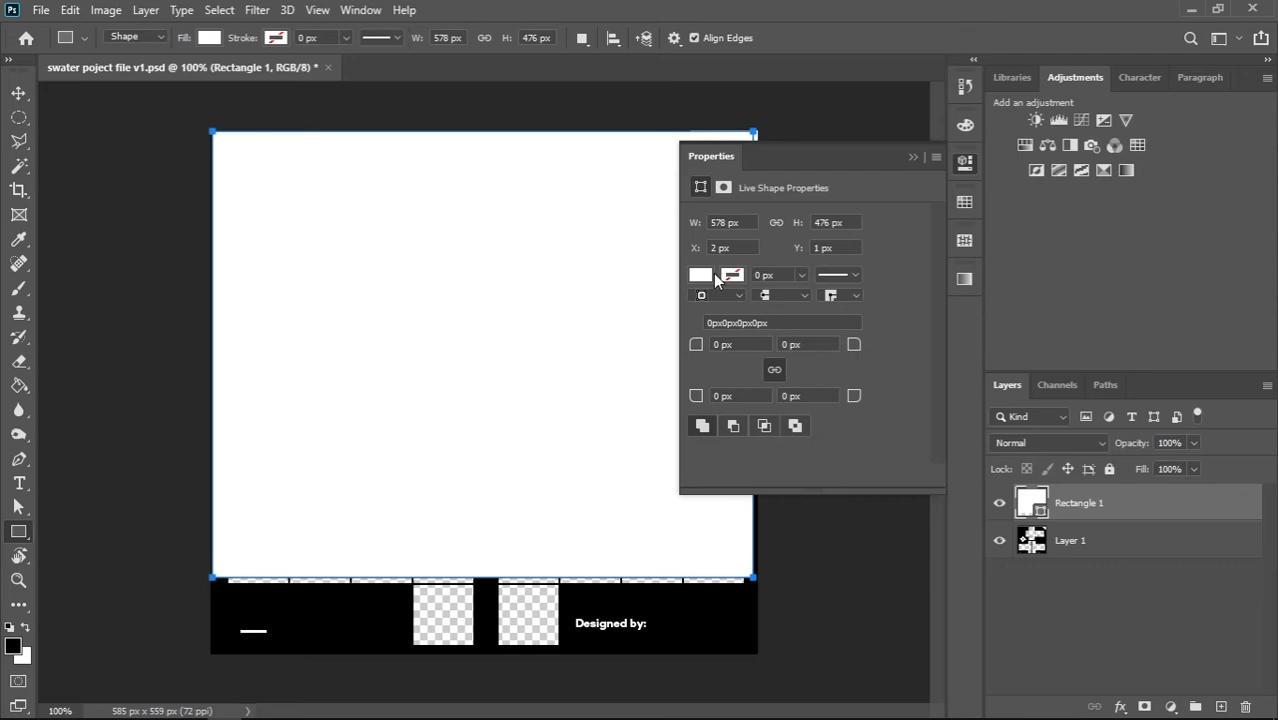 Ps File Edit Image Layer Type Select Filter 3D View Window Help
Shape Fill: Stroke: 0 px W: 578 px H: 476 px Align Edges
swater poject file v1.psd @ 100% (Rectangle 1, RGB/8) *
Libraries Adjustments Character Paragraph
Add an adjustment
Properties
Live Shape Properties
W: 578 px H: 476 px
X: 2 px Y: 1 px
0 px
0px0px0px0px
0 px 0 px
0 px 0 px
Layers Channels Paths
Kind
Normal Opacity: 100%
Lock: Fill: 100%
Rectangle 1
Layer 1
Designed by:
100% 585 px x 559 px (72 ppi)